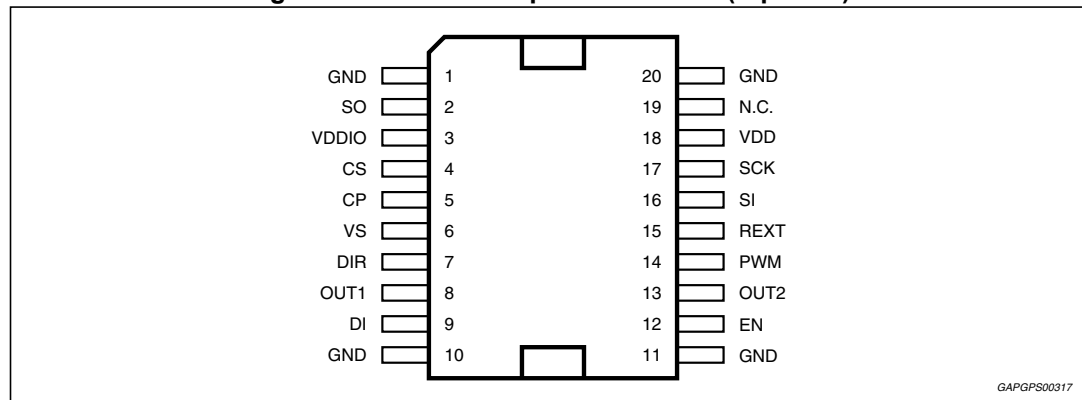 GND 1 20 GND
SO 2 19 N.C.
VDDIO 3 18 VDD
CS 4 17 SCK
CP 5 16 SI
VS 6 15 REXT
DIR 7 14 PWM
OUT1 8 13 OUT2
DI 9 12 EN
GND 10 11 GND
GAPGPS00317